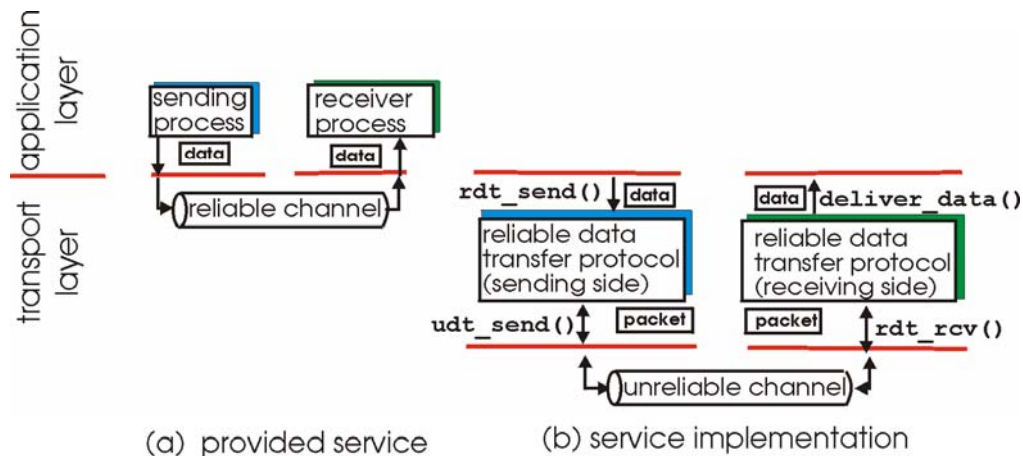 application
layer
transport
layer
sending
process
receiver
process
data
data
reliable channel
rdt_send()
data
data
deliver_data()
reliable data
transfer protocol
(sending side)
reliable data
transfer protocol
(receiving side)
udt_send()
packet
packet
rdt_rcv()
unreliable channel
(a) provided service
(b) service implementation